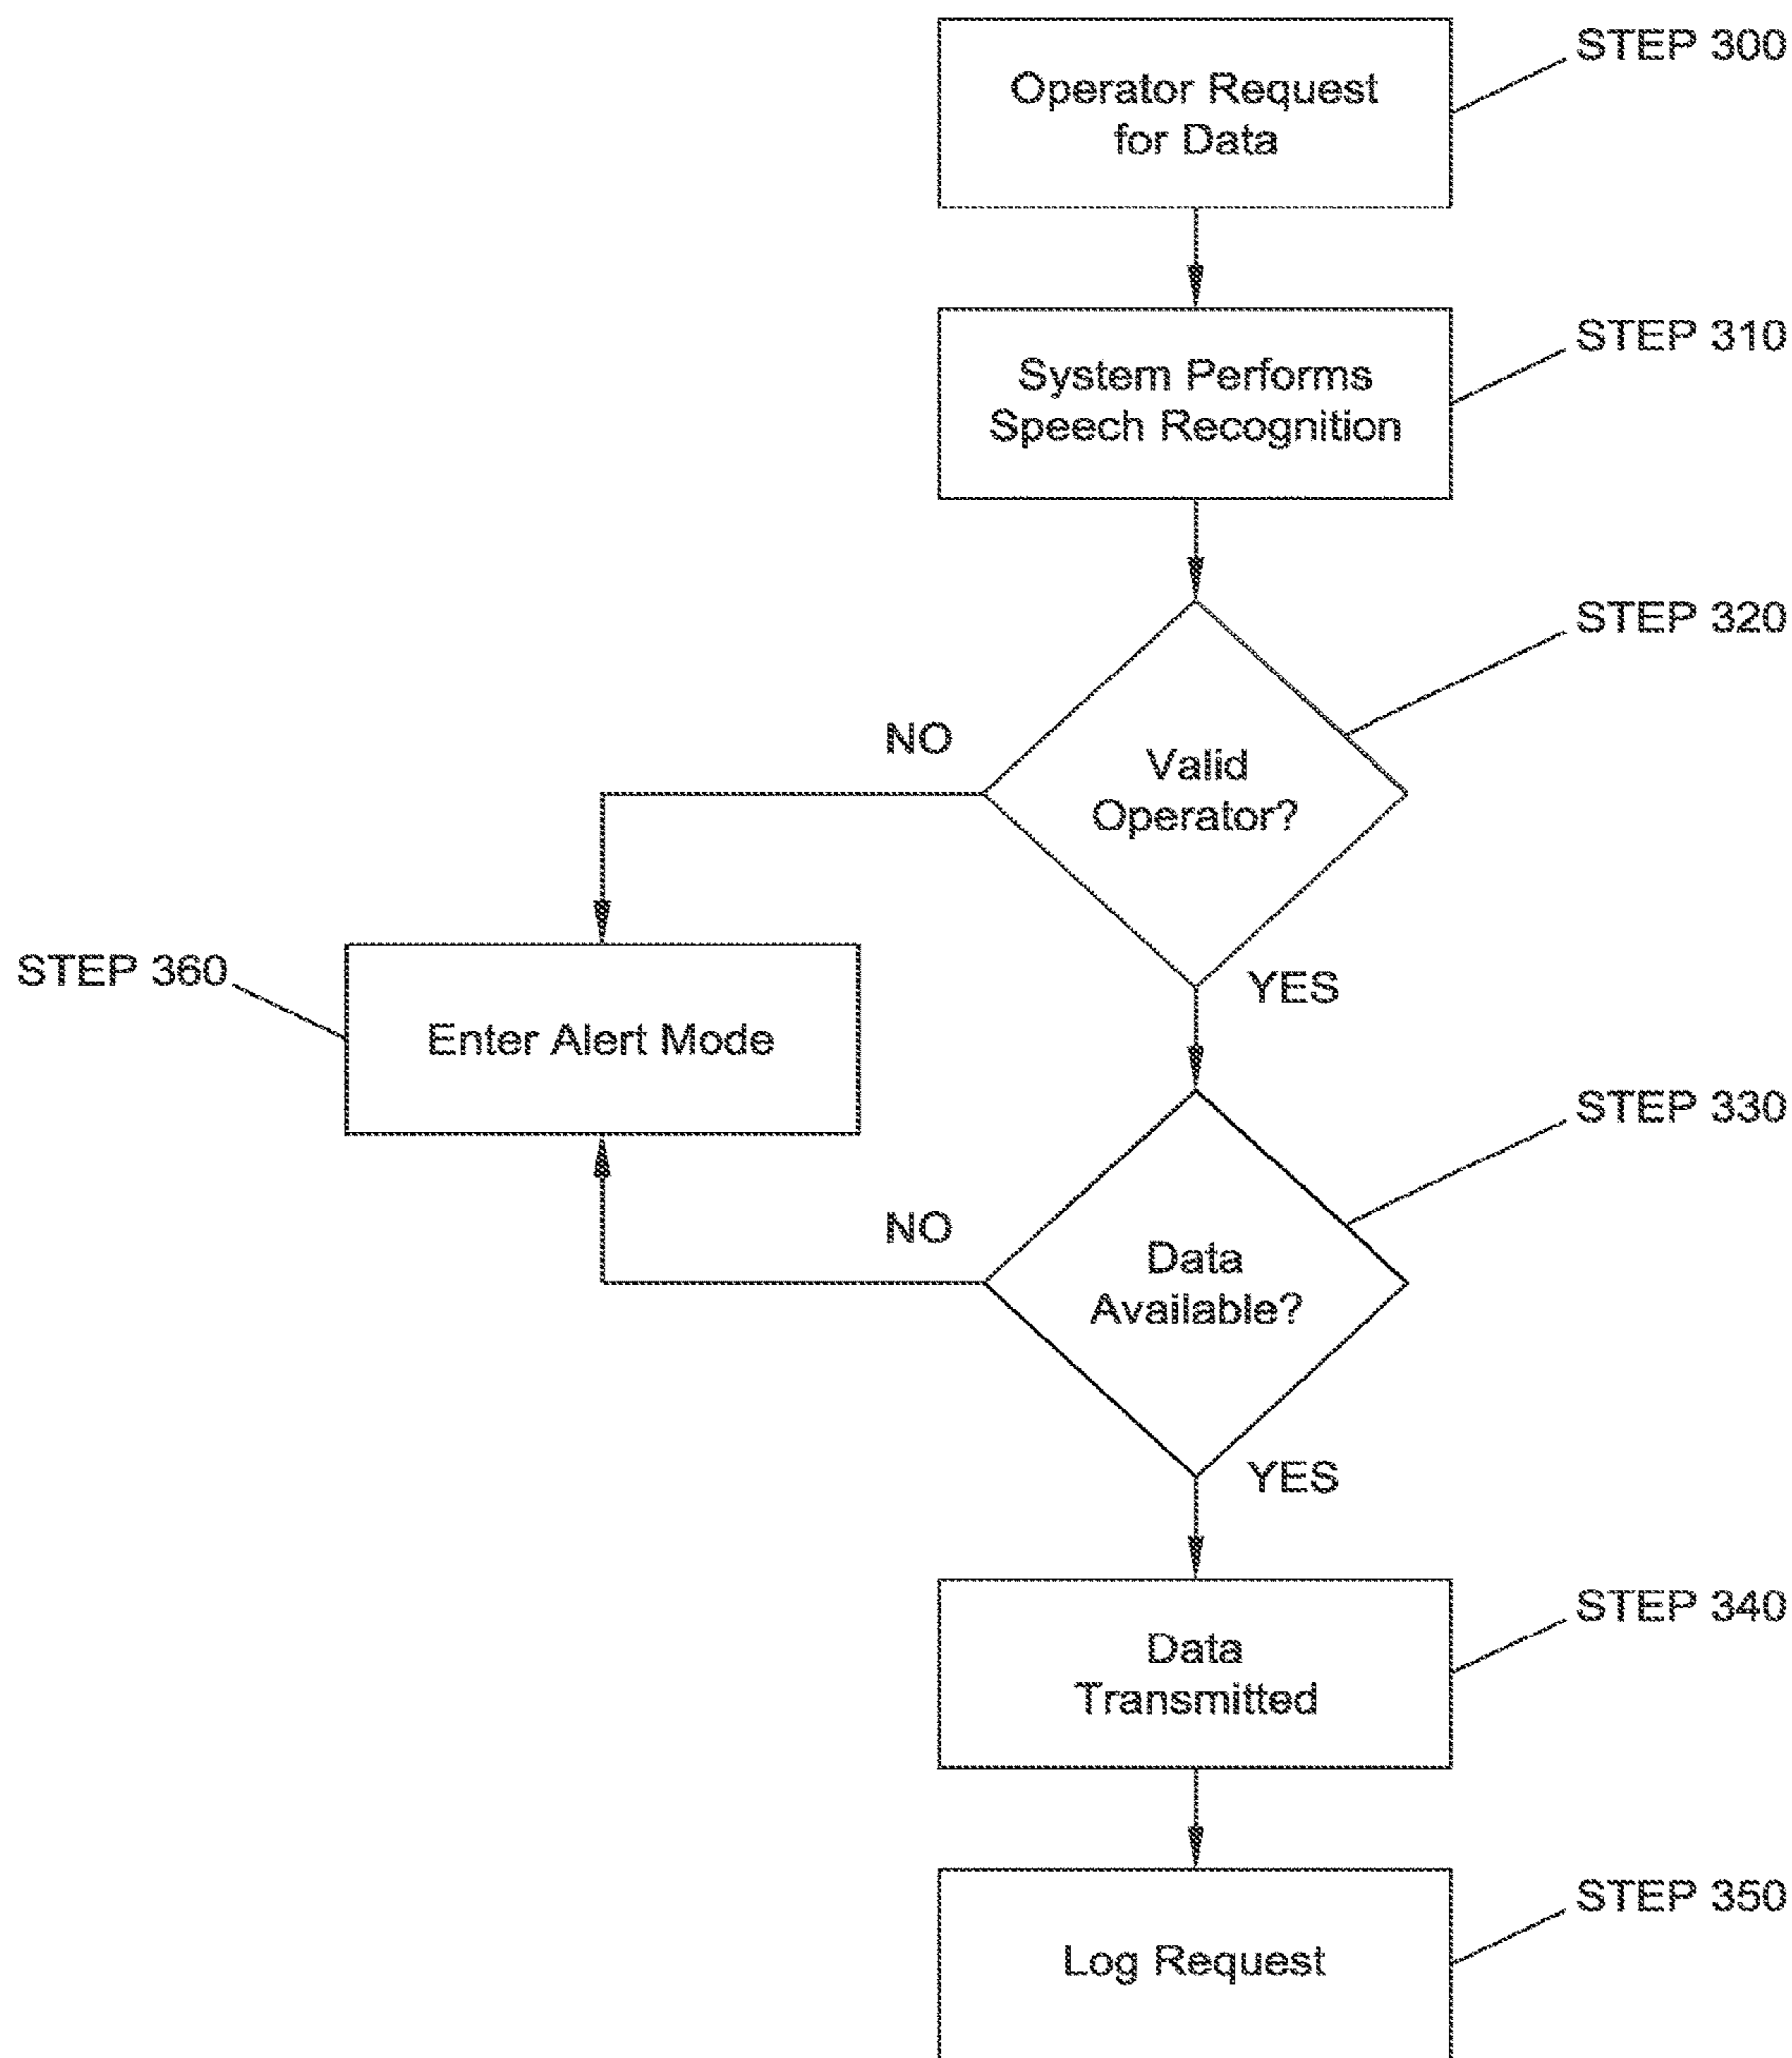 STEP 300
Operator Request
for Data
STEP 310
System Performs
Speech Recognition
STEP 320
NO
Valid
Operator?
YES
STEP 360
Enter Alert Mode
STEP 330
NO
Data
Available?
YES
STEP 340
Data
Transmitted
STEP 350
Log Request